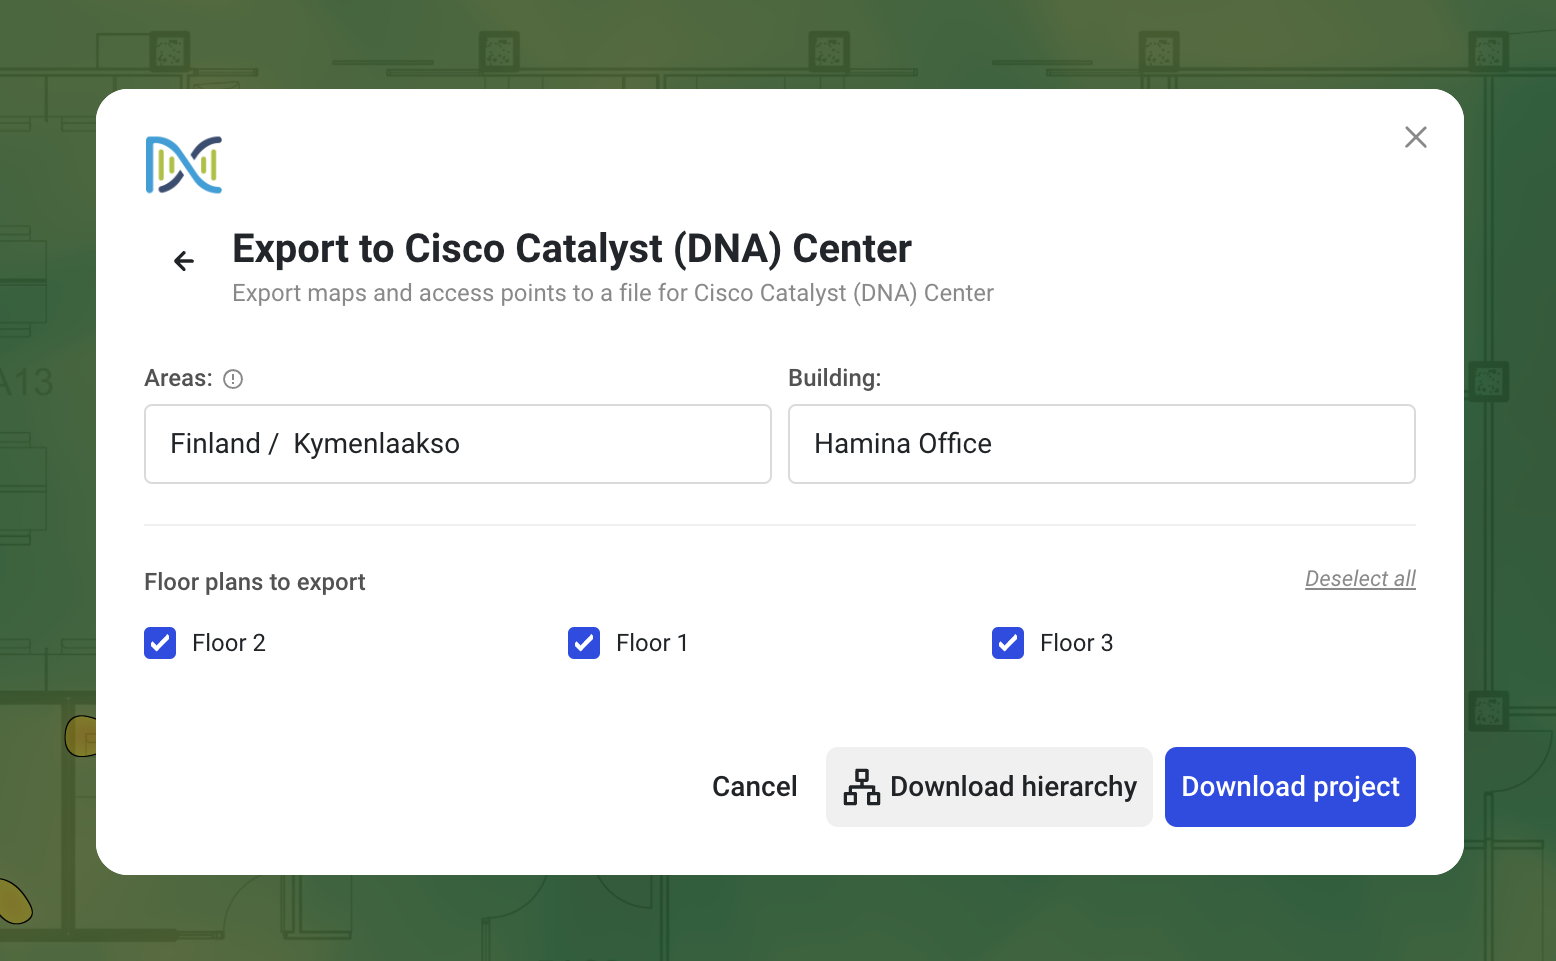 Export to Cisco Catalyst (DNA) Center
Export maps and access points to a file for Cisco Catalyst (DNA) Center
Areas:
Building:
Finland /  Kymenlaakso
Hamina Office
A13
Floor plans to export
Deselect all
Floor 2
Floor 1
Floor 3
Cancel
Download hierarchy
Download project